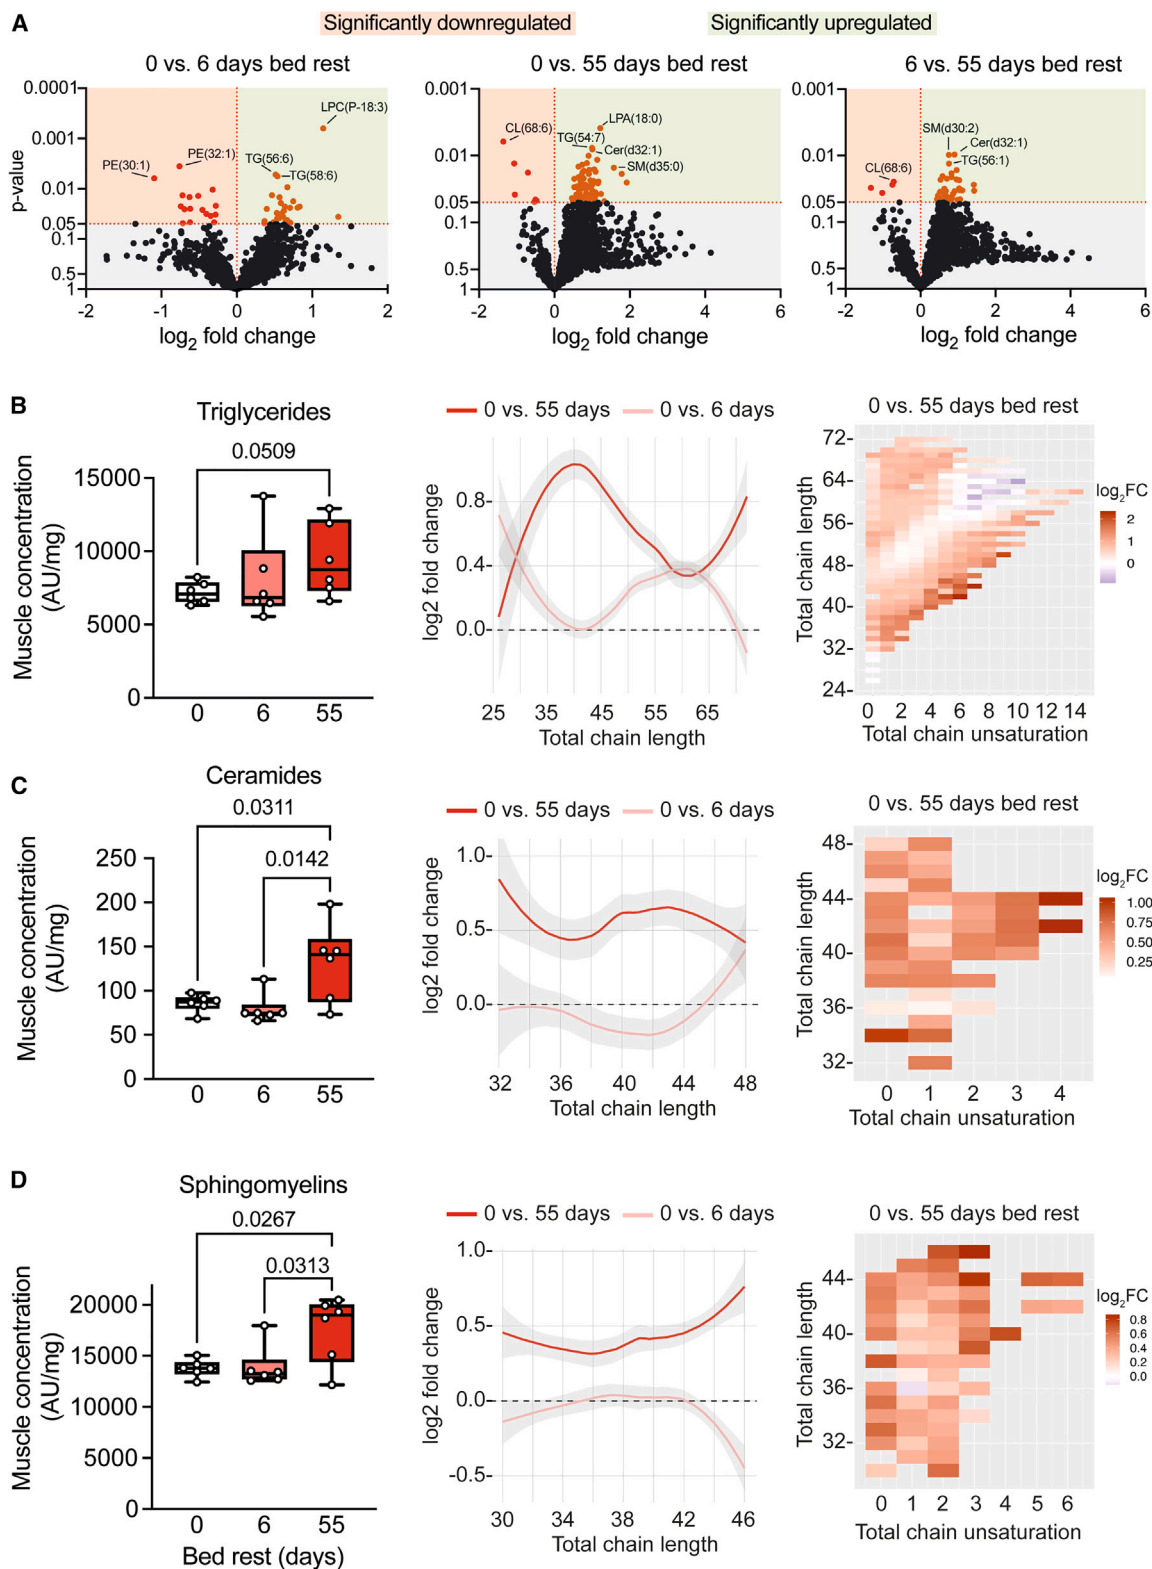 A
Significantly downregulated
Significantly upregulated
0 vs. 6 days bed rest
0 vs. 55 days bed rest
6 vs. 55 days bed rest
p-value
0.0001
0.001
0.01
0.05
0.1
0.5
1
LPC(P-18:3)
PE(30:1)
PE(32:1)
TG(56:6)
TG(58:6)
-2
-1
0
1
2
log2 fold change
0.001
0.01
0.05
0.1
0.5
1
CL(68:6)
LPA(18:0)
TG(54:7)
Cer(d32:1)
SM(d35:0)
-2
0
2
4
6
log2 fold change
0.001
0.01
0.05
0.1
0.5
1
SM(d30:2)
Cer(d32:1)
TG(56:1)
CL(68:6)
-2
0
2
4
6
log2 fold change
B
Triglycerides
0.0509
Muscle concentration
(AU/mg)
15000
10000
5000
0
0
6
55
0 vs. 55 days
0 vs. 6 days
log2 fold change
0.8
0.4
0.0
25
35
45
55
65
Total chain length
0 vs. 55 days bed rest
Total chain length
72
64
56
48
40
32
24
0
2
4
6
8
10
12
14
Total chain unsaturation
log2FC
2
1
0
C
Ceramides
0.0311
0.0142
Muscle concentration
(AU/mg)
250
200
150
100
50
0
0
6
55
0 vs. 55 days
0 vs. 6 days
log2 fold change
1.0
0.5
0.0
32
36
40
44
48
Total chain length
0 vs. 55 days bed rest
Total chain length
48
44
40
36
32
0
1
2
3
4
Total chain unsaturation
log2FC
1.00
0.75
0.50
0.25
D
Sphingomyelins
0.0267
0.0313
Muscle concentration
(AU/mg)
20000
15000
10000
5000
0
0
6
55
Bed rest (days)
0 vs. 55 days
0 vs. 6 days
log2 fold change
1.0
0.5
0.0
-0.5
30
34
38
42
46
Total chain length
0 vs. 55 days bed rest
Total chain length
44
40
36
32
0
1
2
3
4
5
6
Total chain unsaturation
log2FC
0.8
0.6
0.4
0.2
0.0